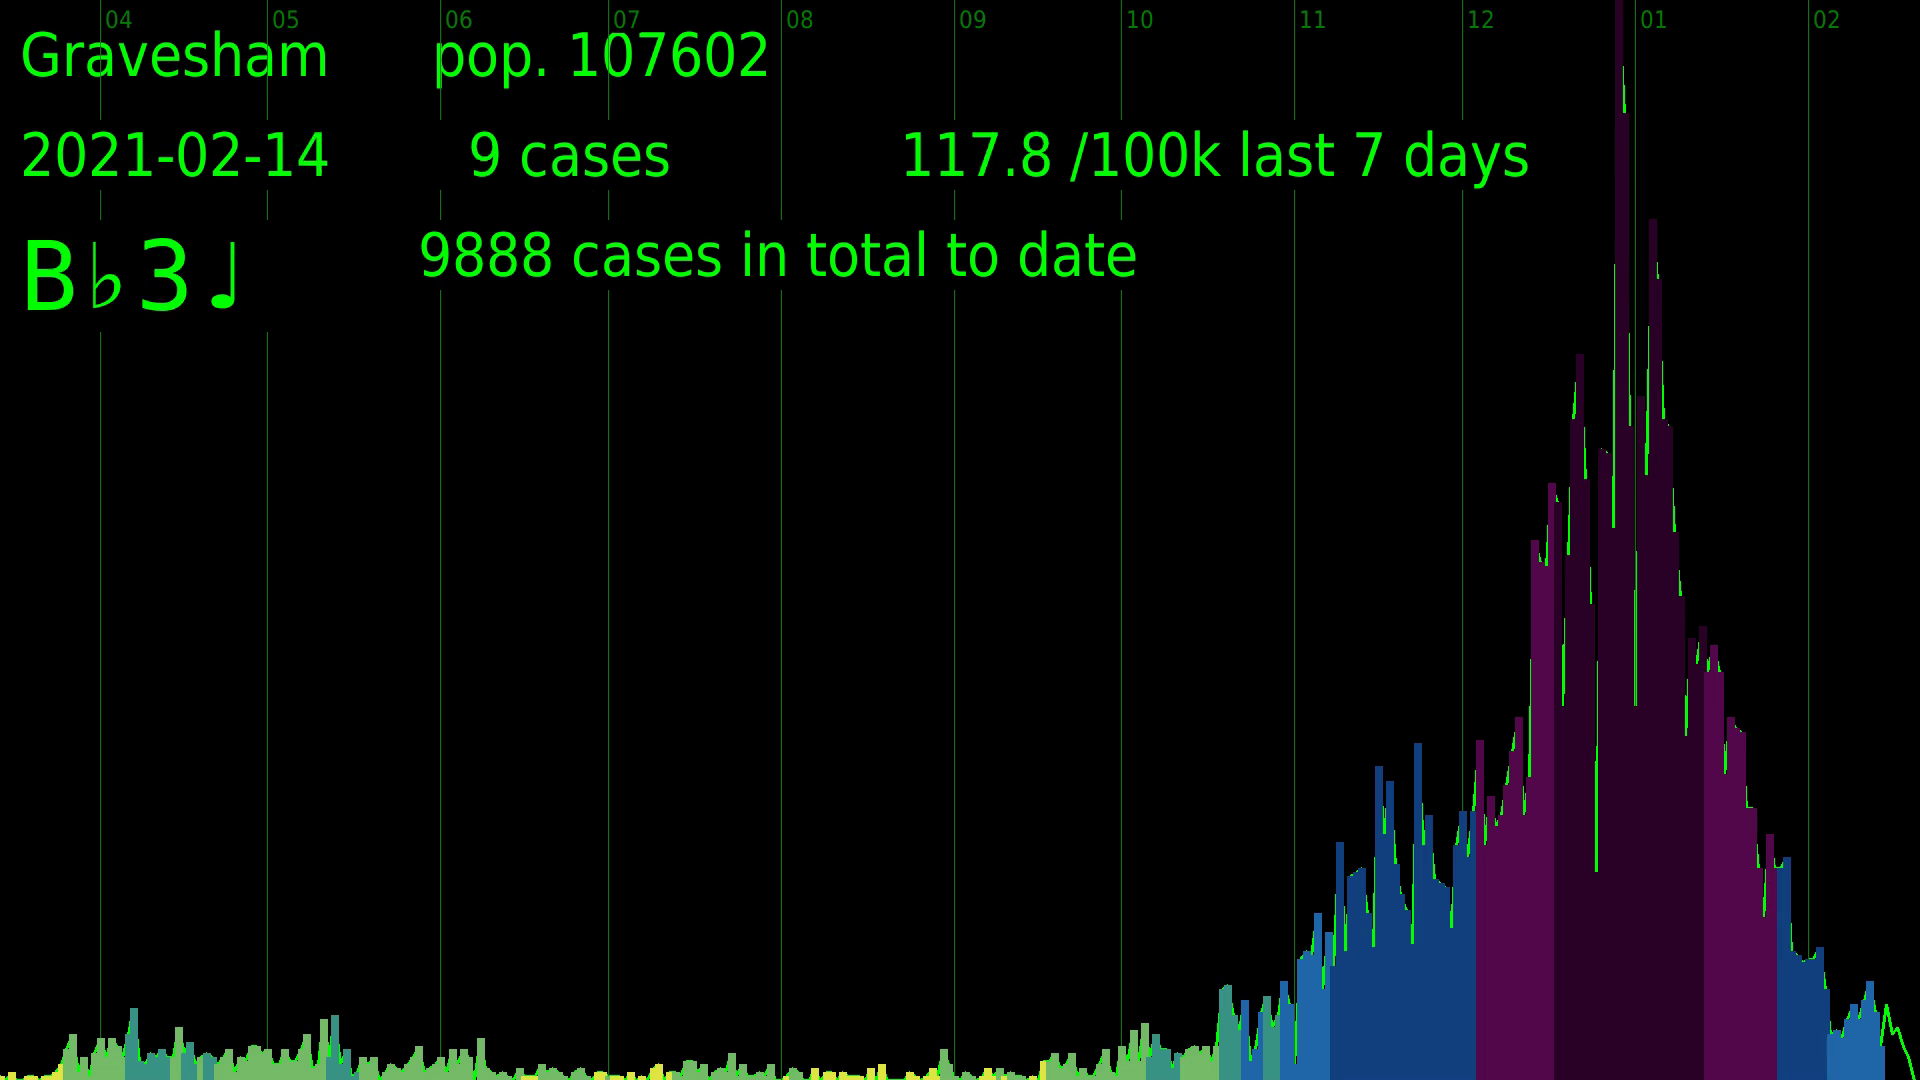 04 05 06 07 08 09 10 11 12 01 02
Gravesham pop. 107602
2021-02-14 9 cases 117.8 /100k last 7 days
B♭3♩ 9888 cases in total to date